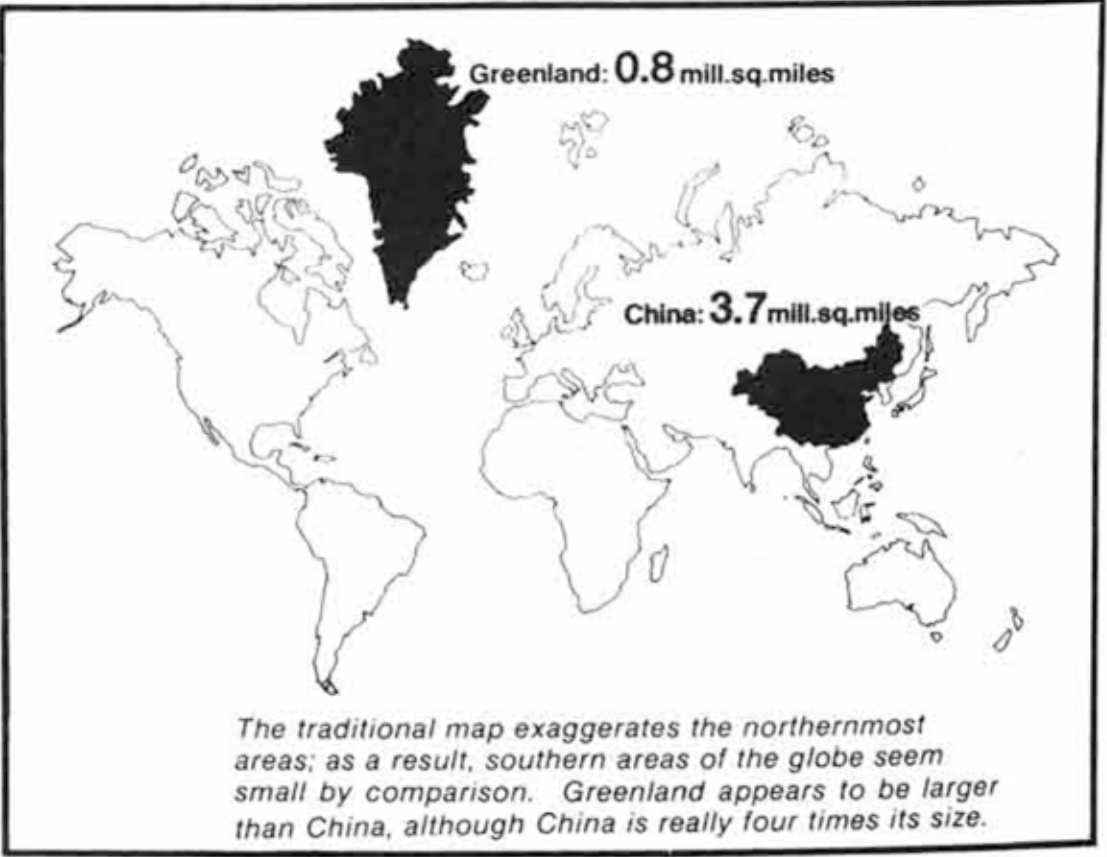 Greenland: 0.8 mill.sq.miles
China: 3.7 mill.sq.miles
The traditional map exaggerates the northernmost
areas; as a result, southern areas of the globe seem
small by comparison. Greenland appears to be larger
than China, although China is really four times its size.